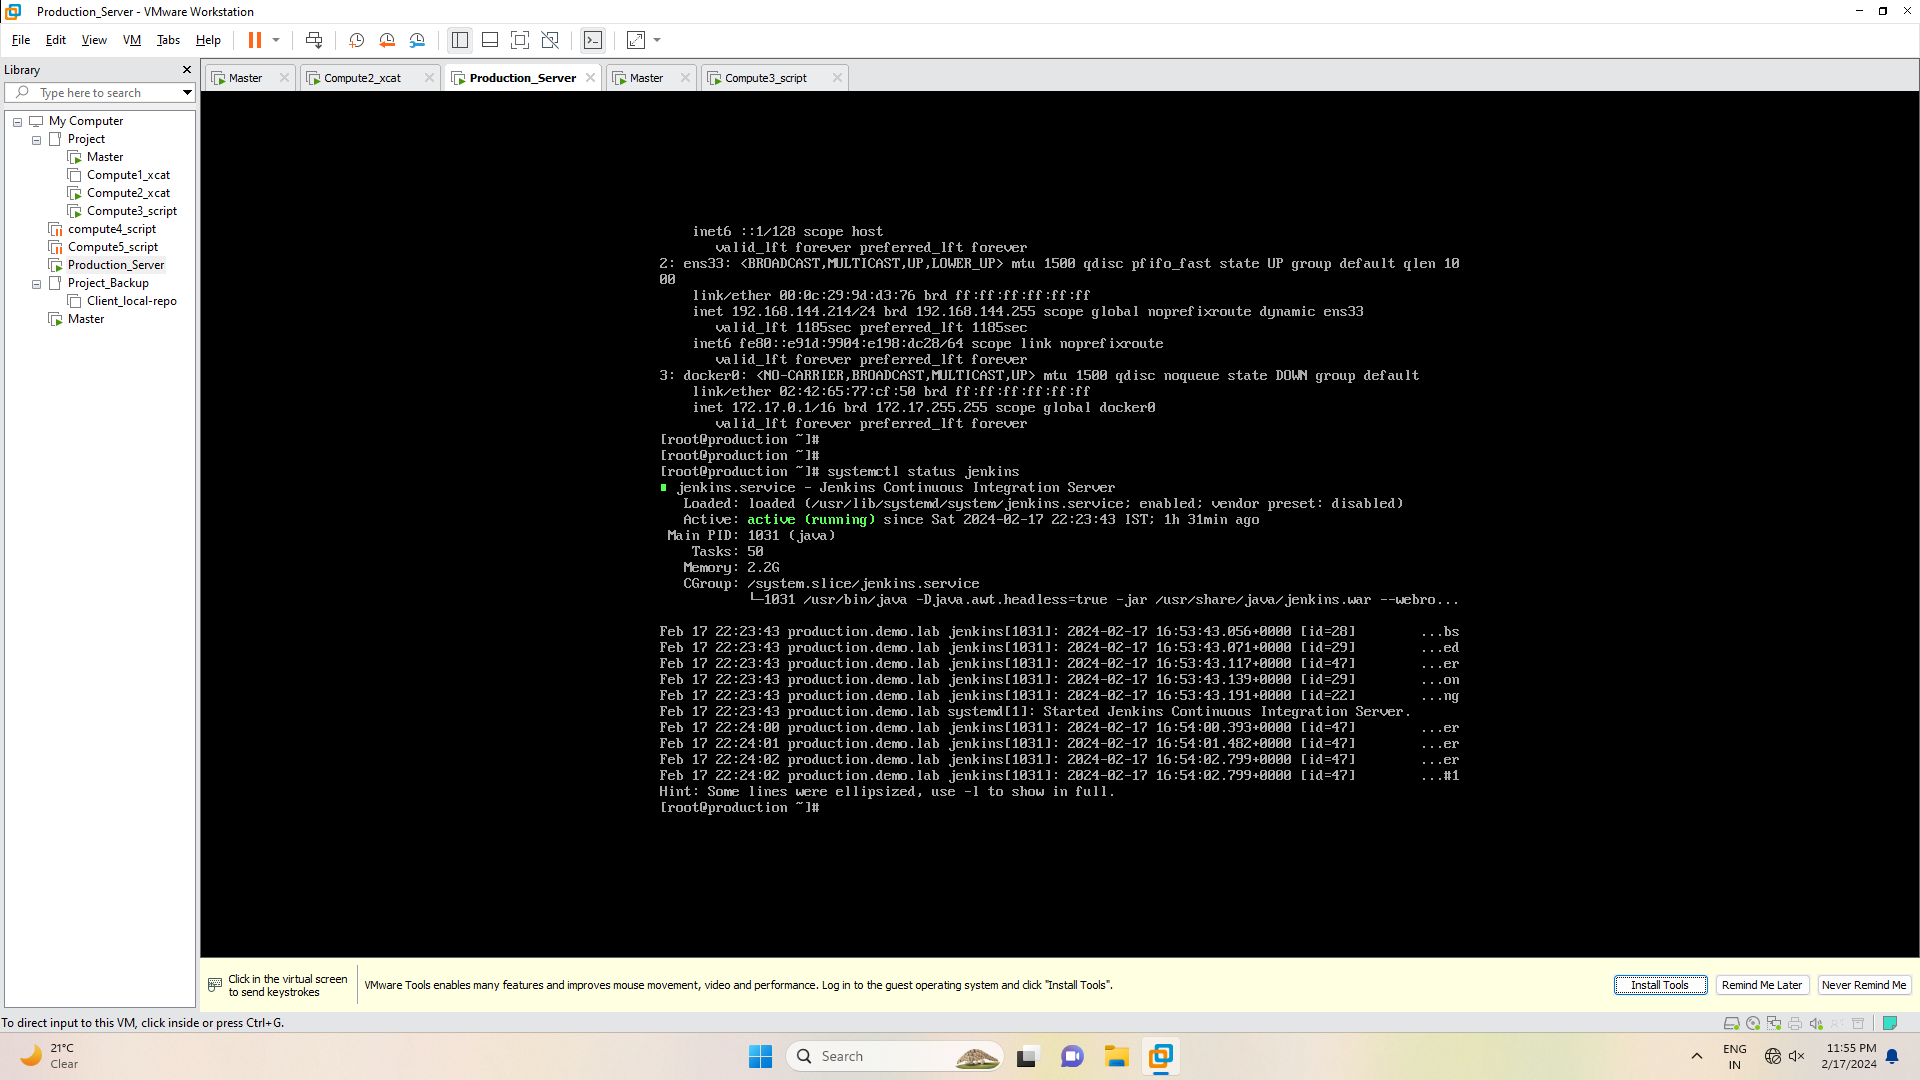 Production_Server - VMware Workstation
File Edit View VM Tabs Help
Library
Type here to search
My Computer
Project
Master
Compute1_xcat
Compute2_xcat
Compute3_script
compute4_script
Compute5_script
Production_Server
Project_Backup
Client_local-repo
Master
Master Compute2_xcat Production_Server Master Compute3_script
inet6 ::1/128 scope host
valid_lft forever preferred_lft forever
2: ens33: <BROADCAST,MULTICAST,UP,LOWER_UP> mtu 1500 qdisc pfifo_fast state UP group default qlen 10
00
link/ether 00:0c:29:9d:d3:76 brd ff:ff:ff:ff:ff:ff
inet 192.168.144.214/24 brd 192.168.144.255 scope global noprefixroute dynamic ens33
valid_lft 1185sec preferred_lft 1185sec
inet6 fe80::e91d:9904:e198:dc28/64 scope link noprefixroute
valid_lft forever preferred_lft forever
3: docker0: <NO-CARRIER,BROADCAST,MULTICAST,UP> mtu 1500 qdisc noqueue state DOWN group default
link/ether 02:42:65:77:cf:50 brd ff:ff:ff:ff:ff:ff
inet 172.17.0.1/16 brd 172.17.255.255 scope global docker0
valid_lft forever preferred_lft forever
[root@production ~]#
[root@production ~]#
[root@production ~]# systemctl status jenkins
jenkins.service - Jenkins Continuous Integration Server
Loaded: loaded (/usr/lib/systemd/system/jenkins.service; enabled; vendor preset: disabled)
Active: active (running) since Sat 2024-02-17 22:23:43 IST; 1h 31min ago
Main PID: 1031 (java)
Tasks: 50
Memory: 2.2G
CGroup: /system.slice/jenkins.service
└─1031 /usr/bin/java -Djava.awt.headless=true -jar /usr/share/java/jenkins.war --webro...
Feb 17 22:23:43 production.demo.lab jenkins[1031]: 2024-02-17 16:53:43.056+0000 [id=28] ...bs
Feb 17 22:23:43 production.demo.lab jenkins[1031]: 2024-02-17 16:53:43.071+0000 [id=29] ...ed
Feb 17 22:23:43 production.demo.lab jenkins[1031]: 2024-02-17 16:53:43.117+0000 [id=47] ...er
Feb 17 22:23:43 production.demo.lab jenkins[1031]: 2024-02-17 16:53:43.139+0000 [id=29] ...on
Feb 17 22:23:43 production.demo.lab jenkins[1031]: 2024-02-17 16:53:43.191+0000 [id=22] ...ng
Feb 17 22:23:43 production.demo.lab systemd[1]: Started Jenkins Continuous Integration Server.
Feb 17 22:24:00 production.demo.lab jenkins[1031]: 2024-02-17 16:54:00.393+0000 [id=47] ...er
Feb 17 22:24:01 production.demo.lab jenkins[1031]: 2024-02-17 16:54:01.482+0000 [id=47] ...er
Feb 17 22:24:02 production.demo.lab jenkins[1031]: 2024-02-17 16:54:02.799+0000 [id=47] ...er
Feb 17 22:24:02 production.demo.lab jenkins[1031]: 2024-02-17 16:54:02.799+0000 [id=47] ...#1
Hint: Some lines were ellipsized, use -l to show in full.
[root@production ~]#
Click in the virtual screen
to send keystrokes
VMware Tools enables many features and improves mouse movement, video and performance. Log in to the guest operating system and click "Install Tools".
Install Tools Remind Me Later Never Remind Me
To direct input to this VM, click inside or press Ctrl+G.
21°C
Clear
Search
ENG
IN
11:55 PM
2/17/2024